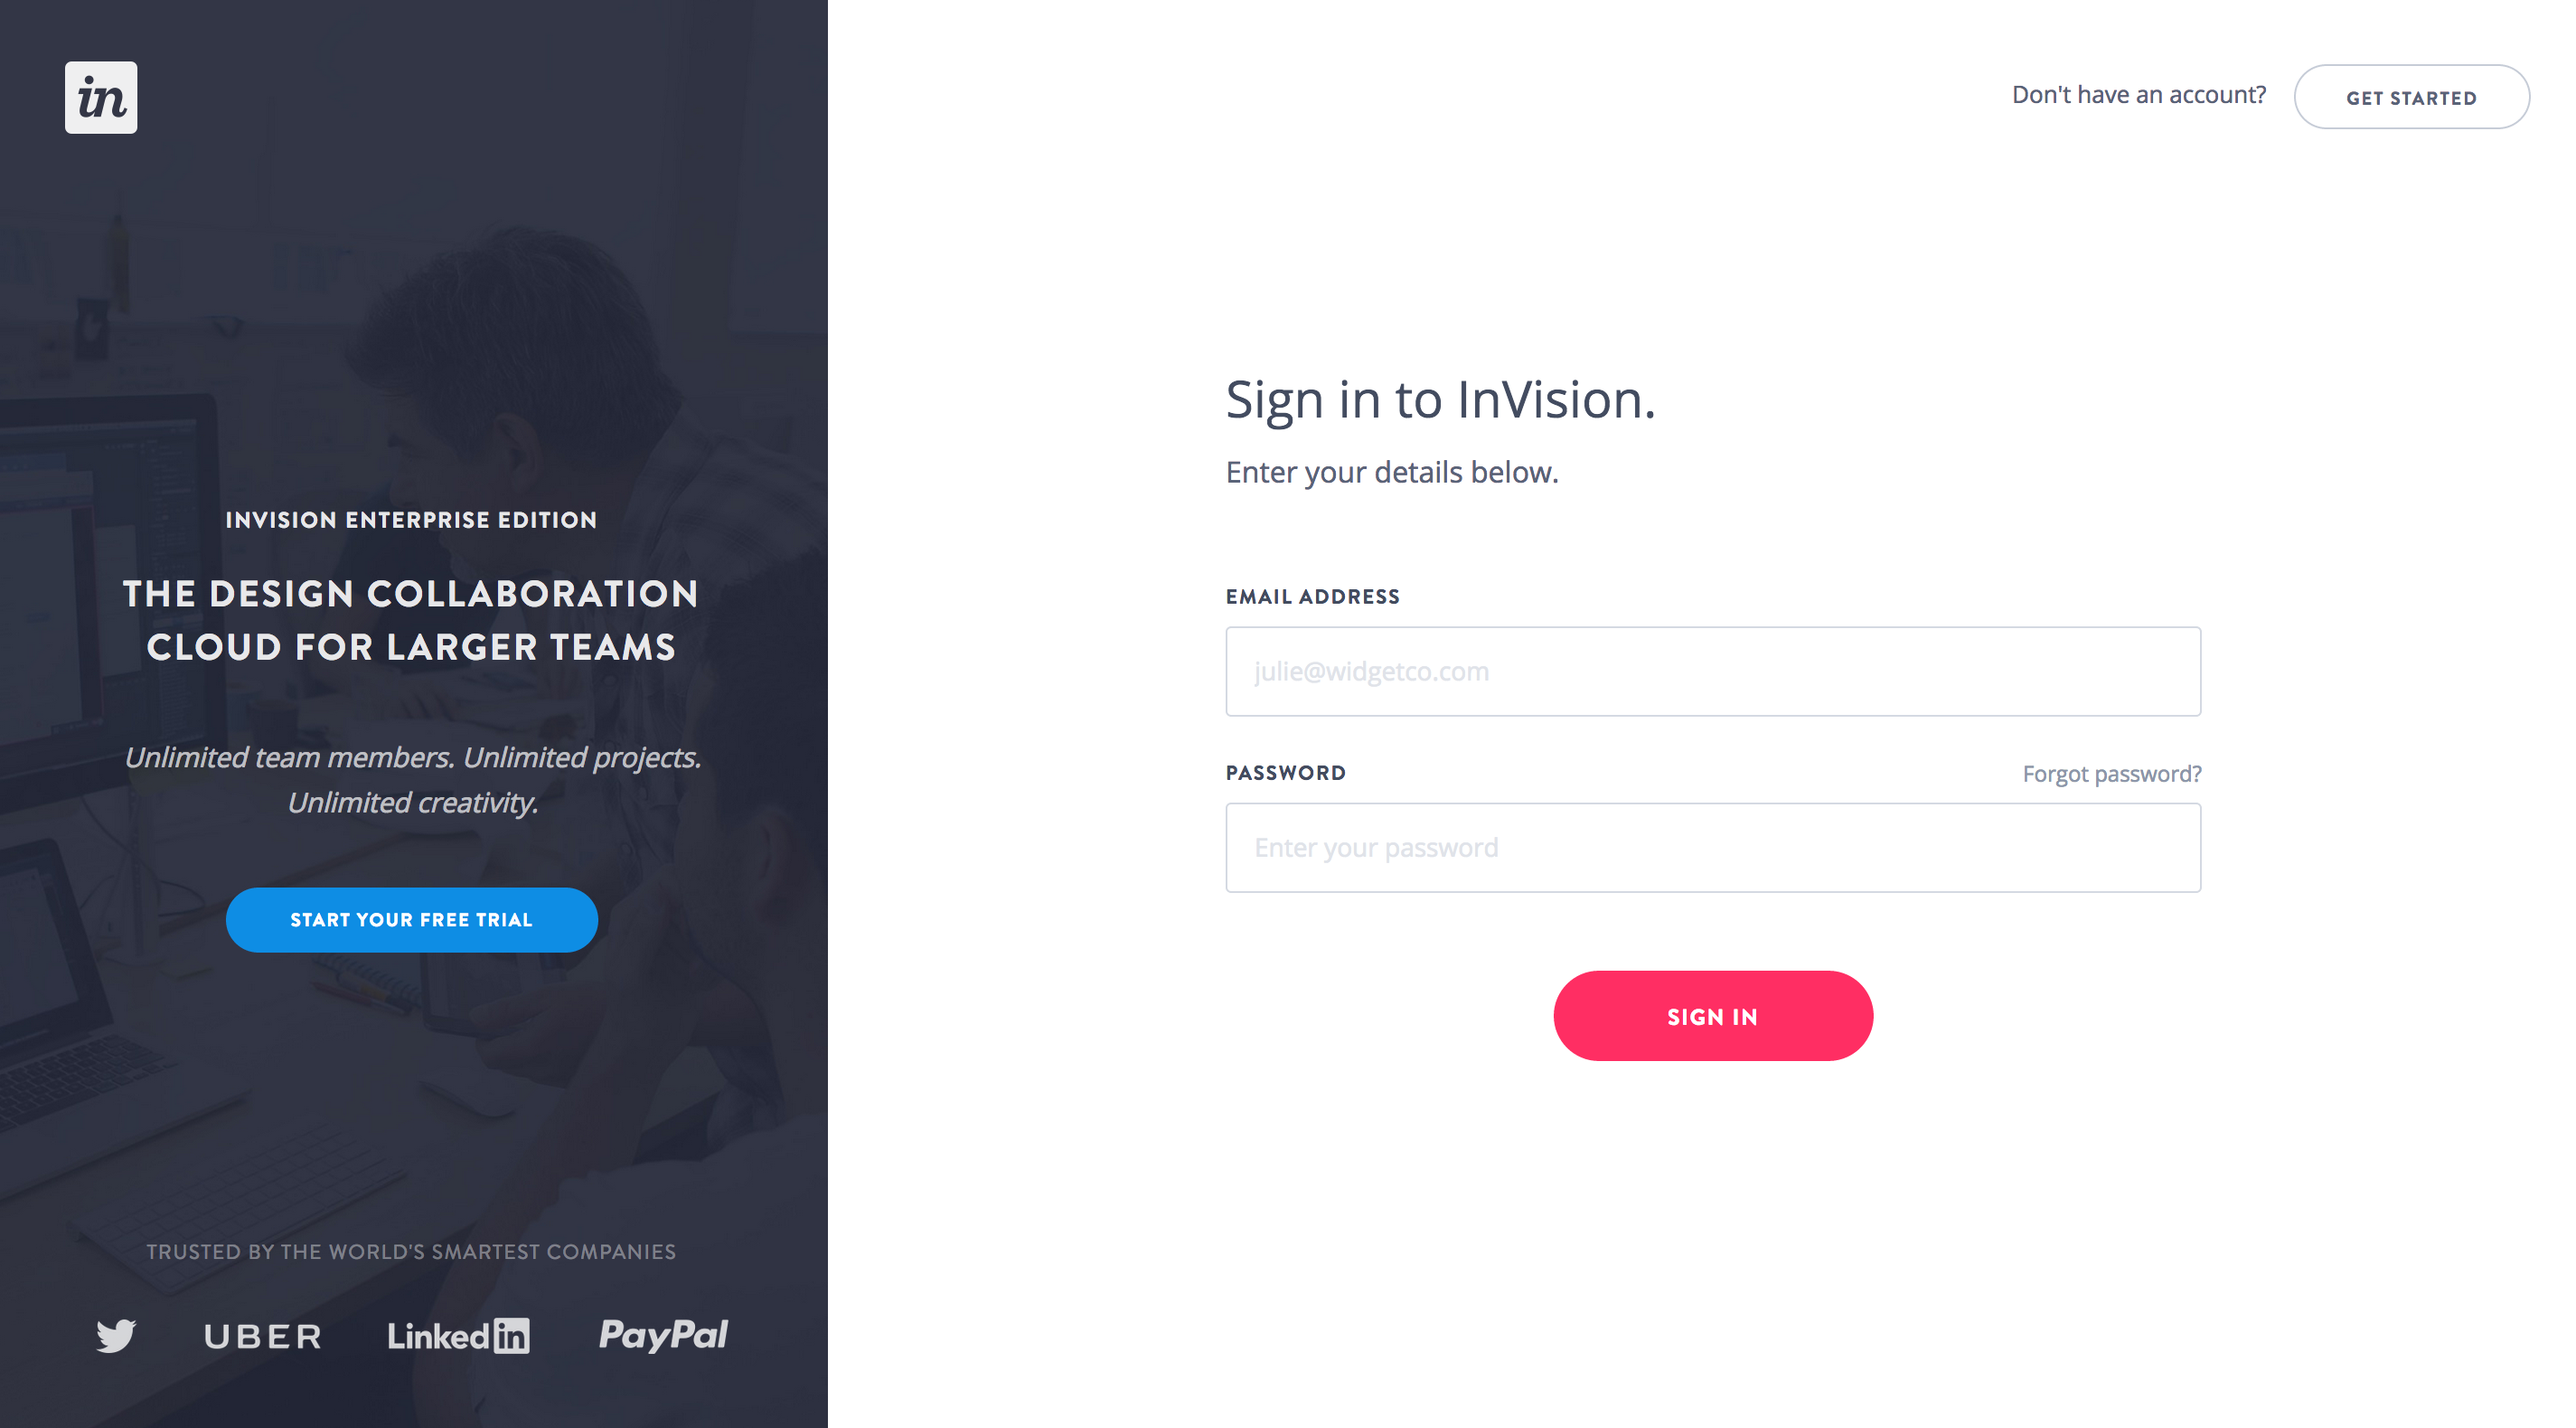 in
Don't have an account?
GET STARTED
INVISION ENTERPRISE EDITION
THE DESIGN COLLABORATION
CLOUD FOR LARGER TEAMS
Unlimited team members. Unlimited projects.
Unlimited creativity.
START YOUR FREE TRIAL
TRUSTED BY THE WORLD'S SMARTEST COMPANIES
UBER
LinkedIn
PayPal
Sign in to InVision.
Enter your details below.
EMAIL ADDRESS
julie@widgetco.com
PASSWORD
Forgot password?
Enter your password
SIGN IN